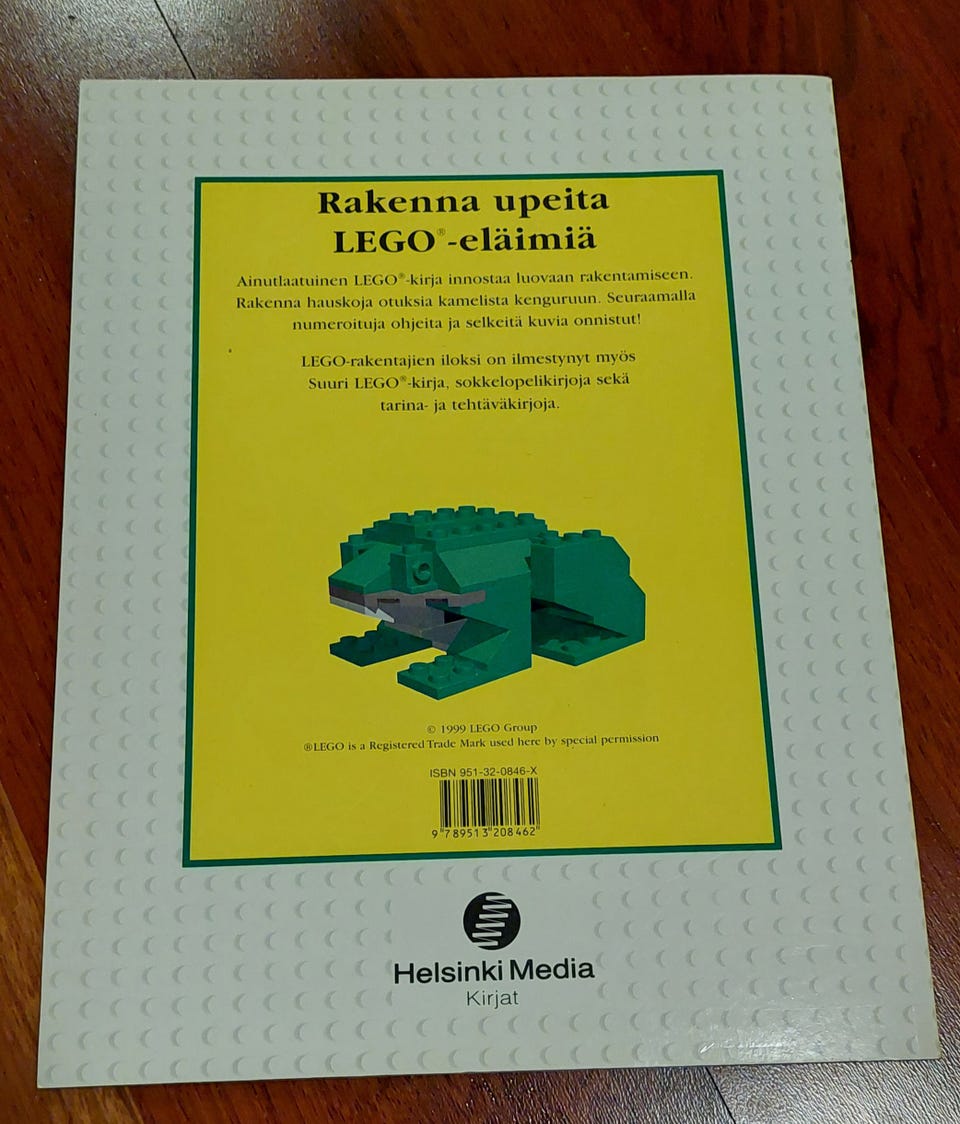 Rakenna upeita
LEGO®-eläimiä
Ainutlaatuinen LEGO®-kirja innostaa luovaan rakentamiseen.
Rakenna hauskoja otuksia kamelista kenguruun. Seuraamalla
numeroituja ohjeita ja selkeitä kuvia onnistut!
LEGO-rakentajien iloksi on ilmestynyt myös
Suuri LEGO®-kirja, sokkelopelikirjoja sekä
tarina- ja tehtäväkirjoja.
© 1999 LEGO Group
®LEGO is a Registered Trade Mark used here by special permission
ISBN 951-32-0846-X
9 789513 208462
Helsinki Media
Kirjat